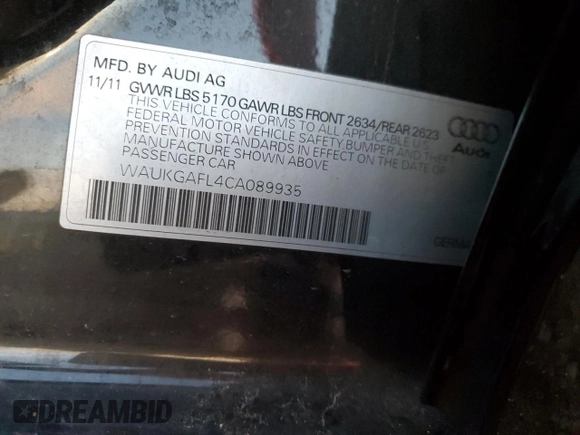 MFD. BY AUDI AG
11/11 GVWR LBS 5170 GAWR LBS FRONT 2634/REAR 2623
THIS VEHICLE CONFORMS TO ALL APPLICABLE U.S.
FEDERAL MOTOR VEHICLE SAFETY, BUMPER AND THEFT
PREVENTION STANDARDS IN EFFECT ON THE DATE OF
MANUFACTURE SHOWN ABOVE
PASSENGER CAR
WAUKGAFL4CA089935
Audi
GERMA
DREAMBID